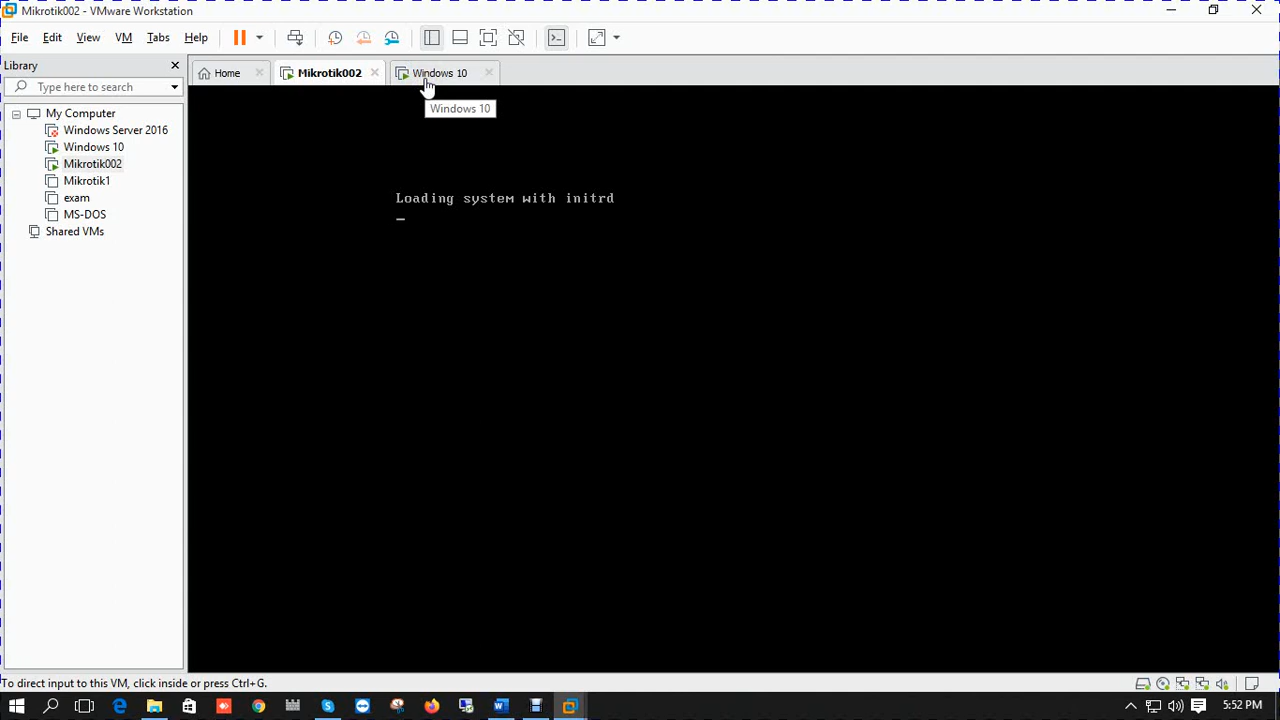 Mikrotik002 - VMware Workstation
File Edit View VM Tabs Help
Library
Type here to search
My Computer
Windows Server 2016
Windows 10
Mikrotik002
Mikrotik1
exam
MS-DOS
Shared VMs
Home Mikrotik002 Windows 10
Windows 10
Loading system with initrd
To direct input to this VM, click inside or press Ctrl+G.
5:52 PM